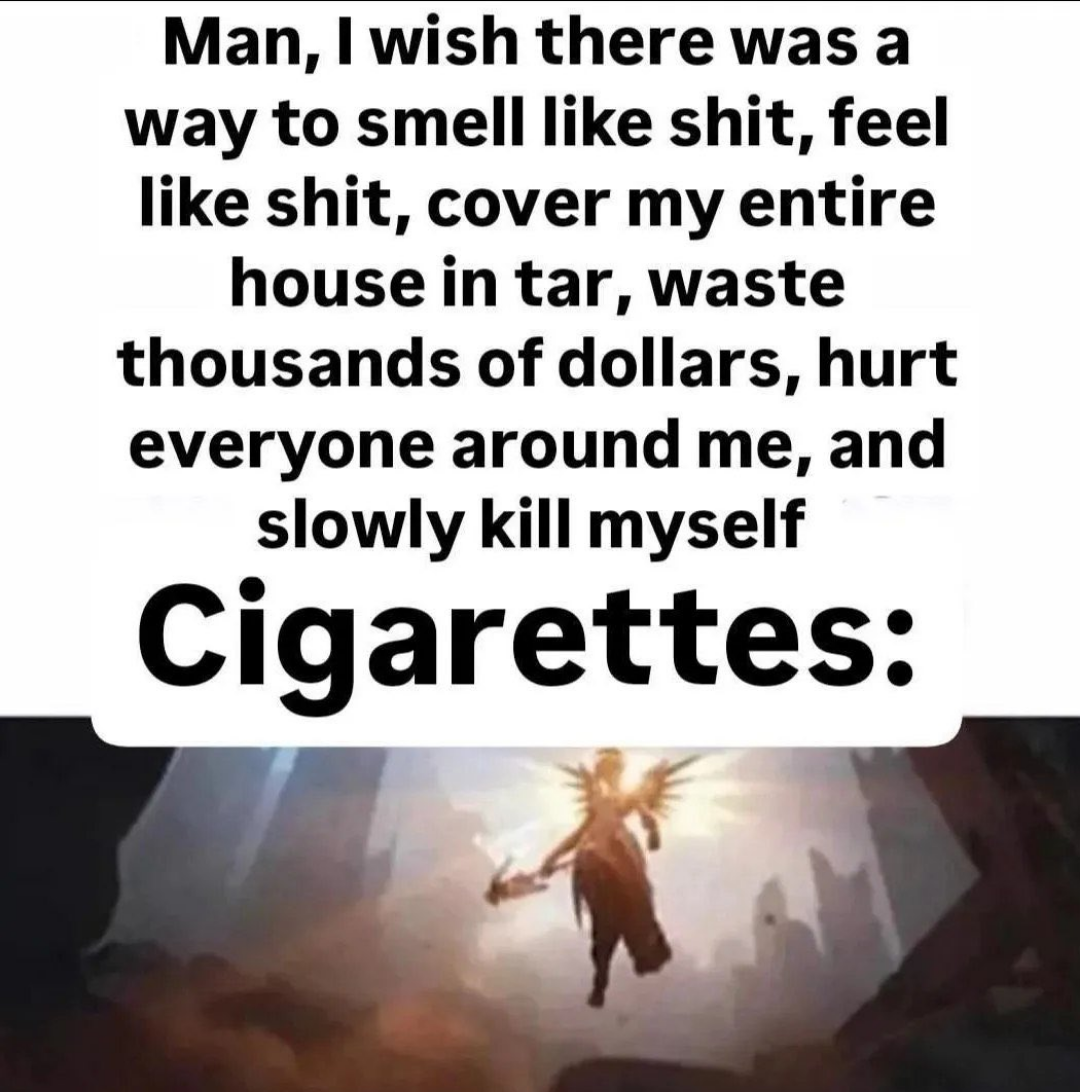 Man, I wish there was a
way to smell like shit, feel
like shit, cover my entire
house in tar, waste
thousands of dollars, hurt
everyone around me, and
slowly kill myself
Cigarettes: